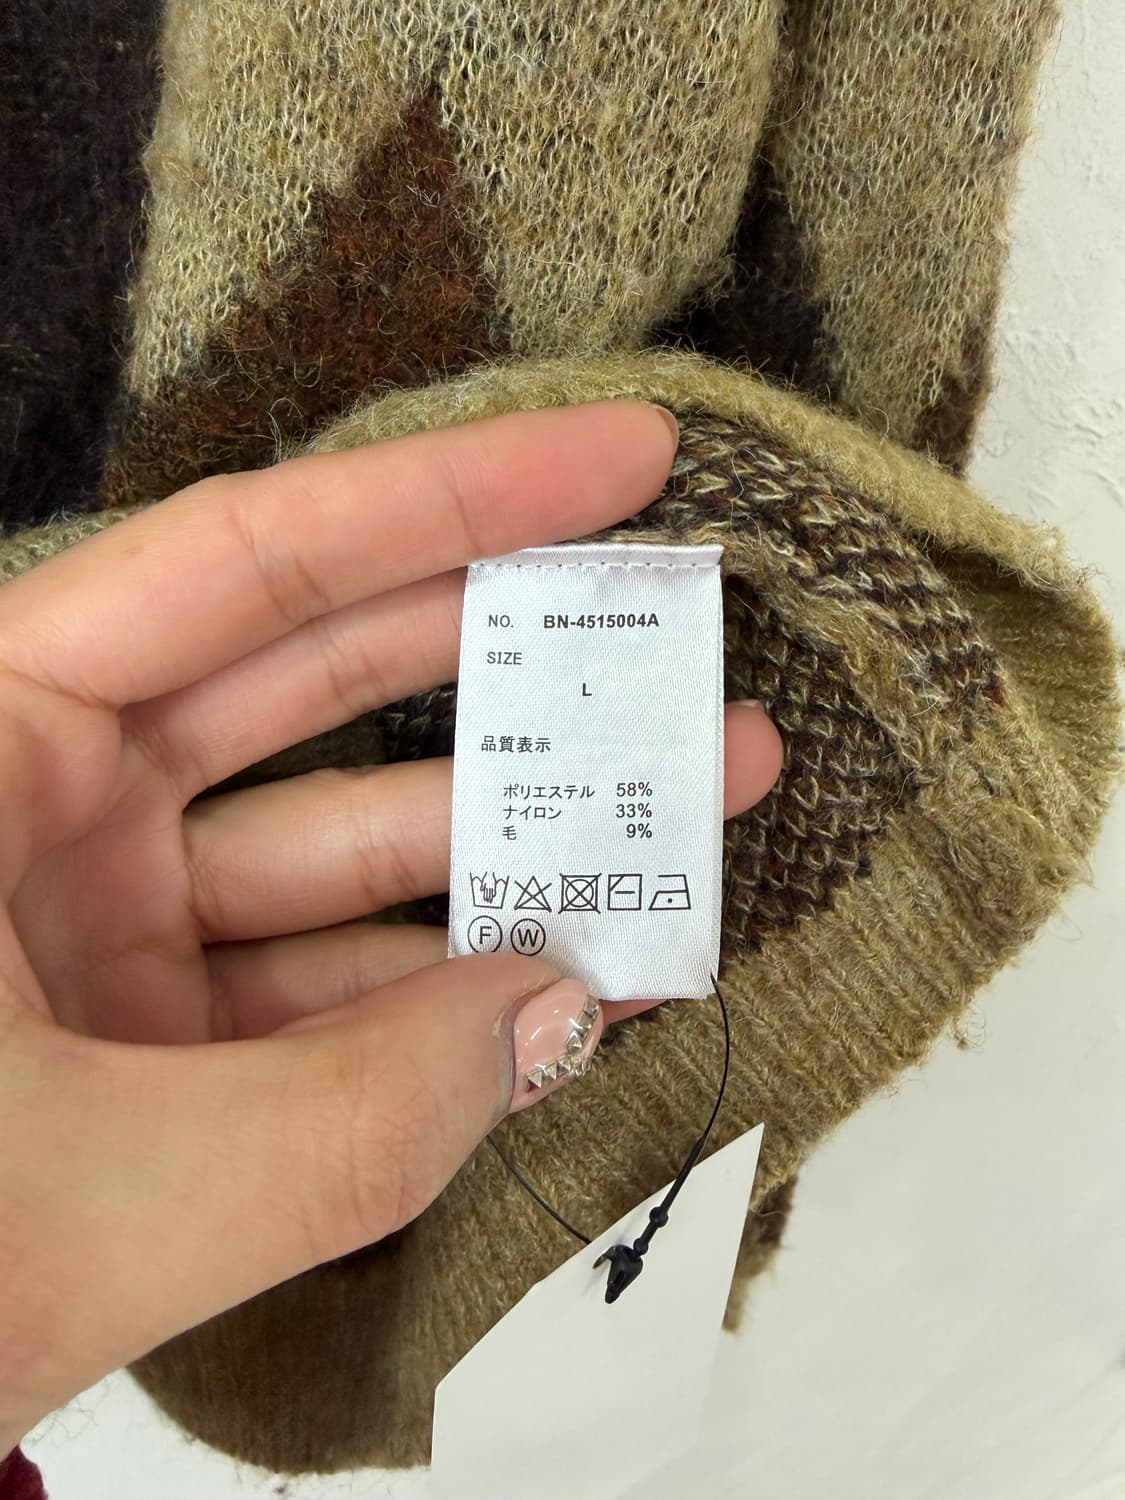 NO. BN-4515004A
SIZE
L
品質表示
ポリエステル 58%
ナイロン 33%
毛 9%
F W